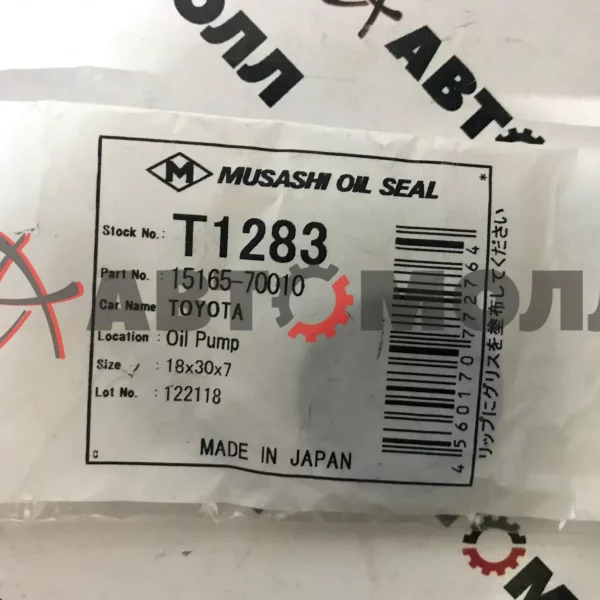 АВТОМОЛЛ
АВТО
M MUSASHI OIL SEAL *
Stock No.: T1283
Part No. : 15165-70010
Car Name : TOYOTA
Location : Oil Pump
Size : 18x30x7
Lot No. : 122118
MADE IN JAPAN
4560170772764
リップにグリスを塗布してください
АВТОМОЛЛ